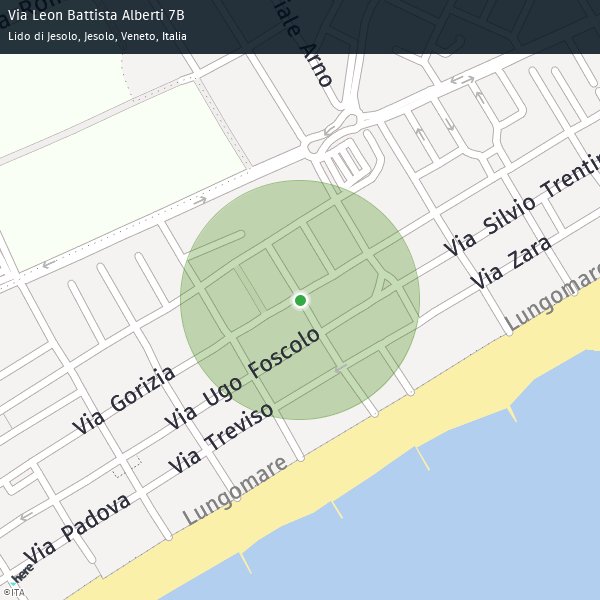 Via Leon Battista Alberti 7B
Lido di Jesolo, Jesolo, Veneto, Italia
iale Arno
Via Silvio Trentin
Via Zara
Lungomare
Via Ugo Foscolo
Via Gorizia
Via Treviso
Lungomare
Via Padova
here
©ITA